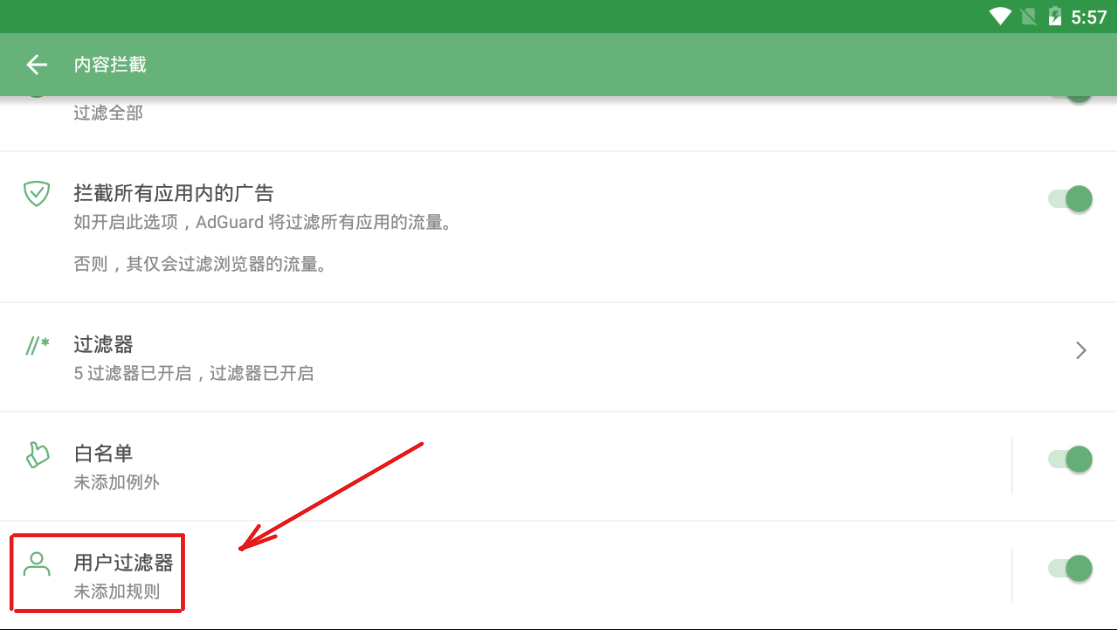 5:57
内容拦截
过滤全部
拦截所有应用内的广告
如开启此选项，AdGuard 将过滤所有应用的流量。
否则，其仅会过滤浏览器的流量。
//*
过滤器
5 过滤器已开启，过滤器已开启
白名单
未添加例外
用户过滤器
未添加规则